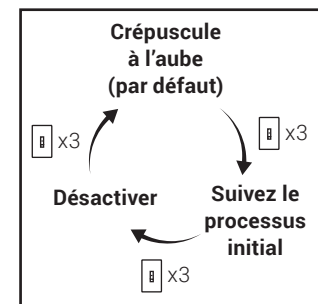 Crépuscule
à l’aube
(par défaut)
x3
x3
Désactiver
Suivez le
processus
initial
x3